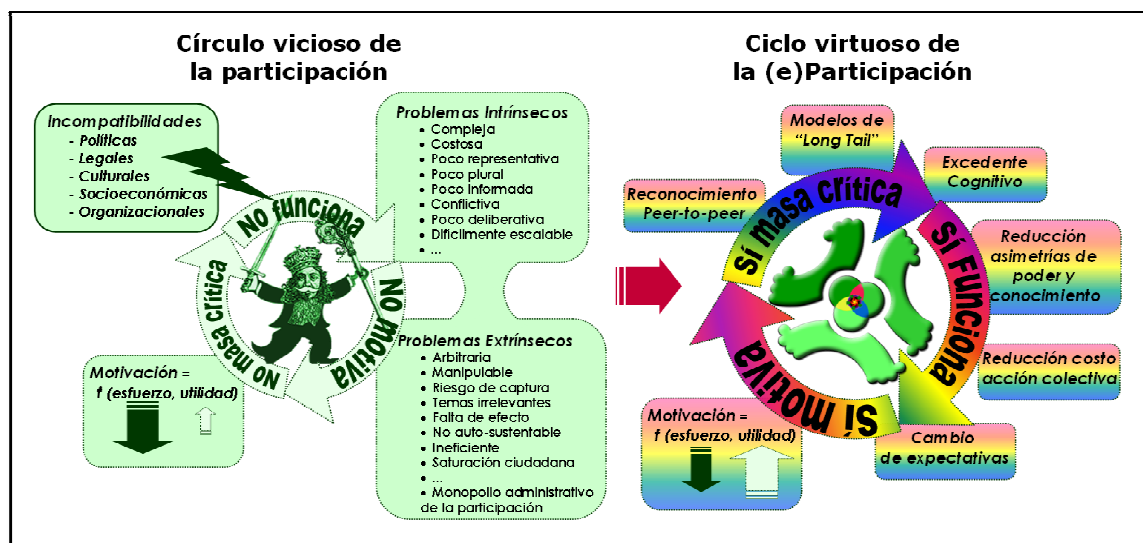 Círculo vicioso de
la participación
Incompatibilidades
- Políticas
- Legales
- Culturales
- Socioeconómicas
- Organizacionales
No funciona
No motiva
No masa crítica
Problemas Intrínsecos
• Compleja
• Costosa
• Poco representativa
• Poco plural
• Poco informada
• Conflictiva
• Poco deliberativa
• Dificilmente escalable
• ...
Problemas Extrínsecos
• Arbitraria
• Manipulable
• Riesgo de captura
• Temas irrelevantes
• Falta de efecto
• No auto-sustentable
• Ineficiente
• Saturación ciudadana
• ...
• Monopolio administrativo
de la participación
Motivación =
f (esfuerzo, utilidad)
Ciclo virtuoso de
la (e)Participación
Modelos de
“Long Tail”
Reconocimiento
Peer-to-peer
Excedente
Cognitivo
sí masa crítica
sí Funciona
Sí motiva
Reducción
asimetrías de
poder y
conocimiento
Reducción costo
acción colectiva
Cambio
de expectativas
Motivación =
f (esfuerzo, utilidad)